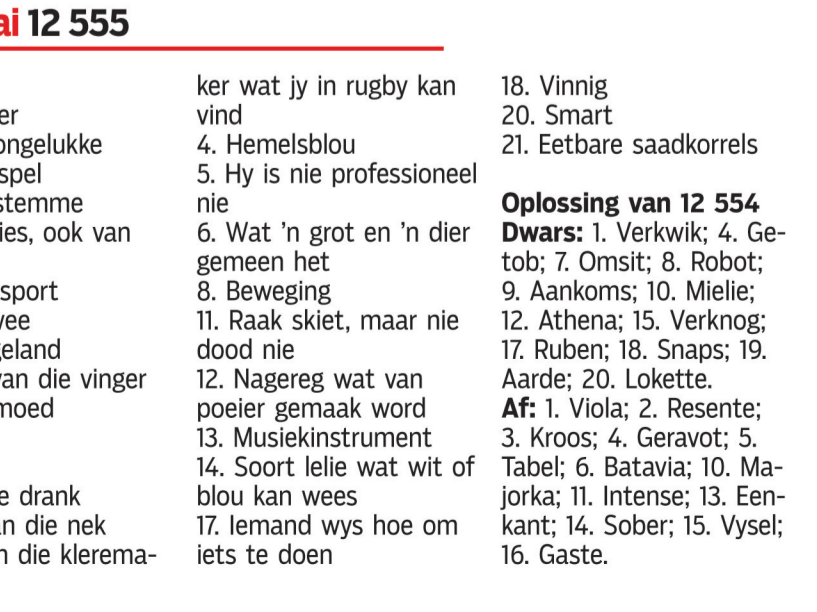 ai 12 555
er
ongelukke
spel
stemme
ies, ook van
sport
vee
geland
van die vinger
moed
e drank
an die nek
n die klerema-
ker wat jy in rugby kan
vind
4. Hemelsblou
5. Hy is nie professioneel
nie
6. Wat ’n grot en ’n dier
gemeen het
8. Beweging
11. Raak skiet, maar nie
dood nie
12. Nagereg wat van
poeier gemaak word
13. Musiekinstrument
14. Soort lelie wat wit of
blou kan wees
17. Iemand wys hoe om
iets te doen
18. Vinnig
20. Smart
21. Eetbare saadkorrels
Oplossing van 12 554
Dwars: 1. Verkwik; 4. Ge-
tob; 7. Omsit; 8. Robot;
9. Aankoms; 10. Mielie;
12. Athena; 15. Verknog;
17. Ruben; 18. Snaps; 19.
Aarde; 20. Lokette.
Af: 1. Viola; 2. Resente;
3. Kroos; 4. Geravot; 5.
Tabel; 6. Batavia; 10. Ma-
jorka; 11. Intense; 13. Een-
kant; 14. Sober; 15. Vysel;
16. Gaste.